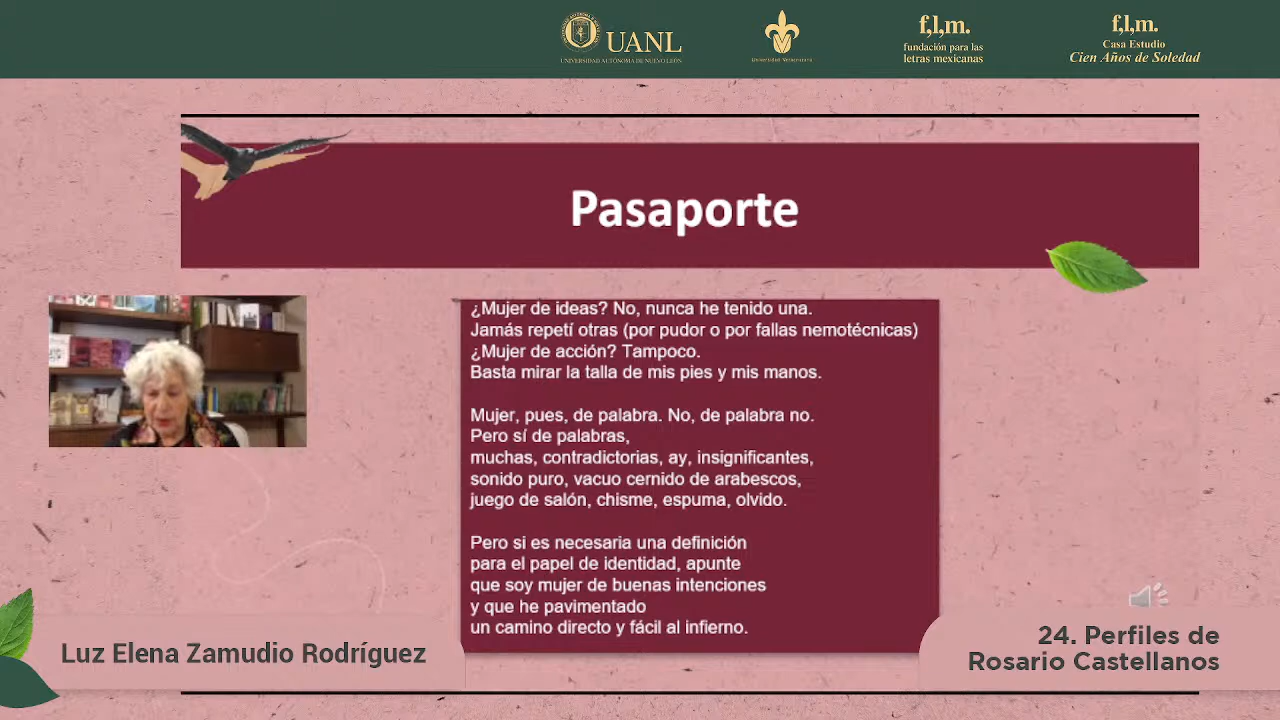 UANL
UNIVERSIDAD AUTÓNOMA DE NUEVO LEÓN
Universidad Veracruzana
f,l,m.
fundación para las
letras mexicanas
f,l,m.
Casa Estudio
Cien Años de Soledad
Pasaporte
¿Mujer de ideas? No, nunca he tenido una.
Jamás repetí otras (por pudor o por fallas nemotécnicas)
¿Mujer de acción? Tampoco.
Basta mirar la talla de mis pies y mis manos.
Mujer, pues, de palabra. No, de palabra no.
Pero sí de palabras,
muchas, contradictorias, ay, insignificantes,
sonido puro, vacuo cernido de arabescos,
juego de salón, chisme, espuma, olvido.
Pero si es necesaria una definición
para el papel de identidad, apunte
que soy mujer de buenas intenciones
y que he pavimentado
un camino directo y fácil al infierno.
Luz Elena Zamudio Rodríguez
24. Perfiles de
Rosario Castellanos